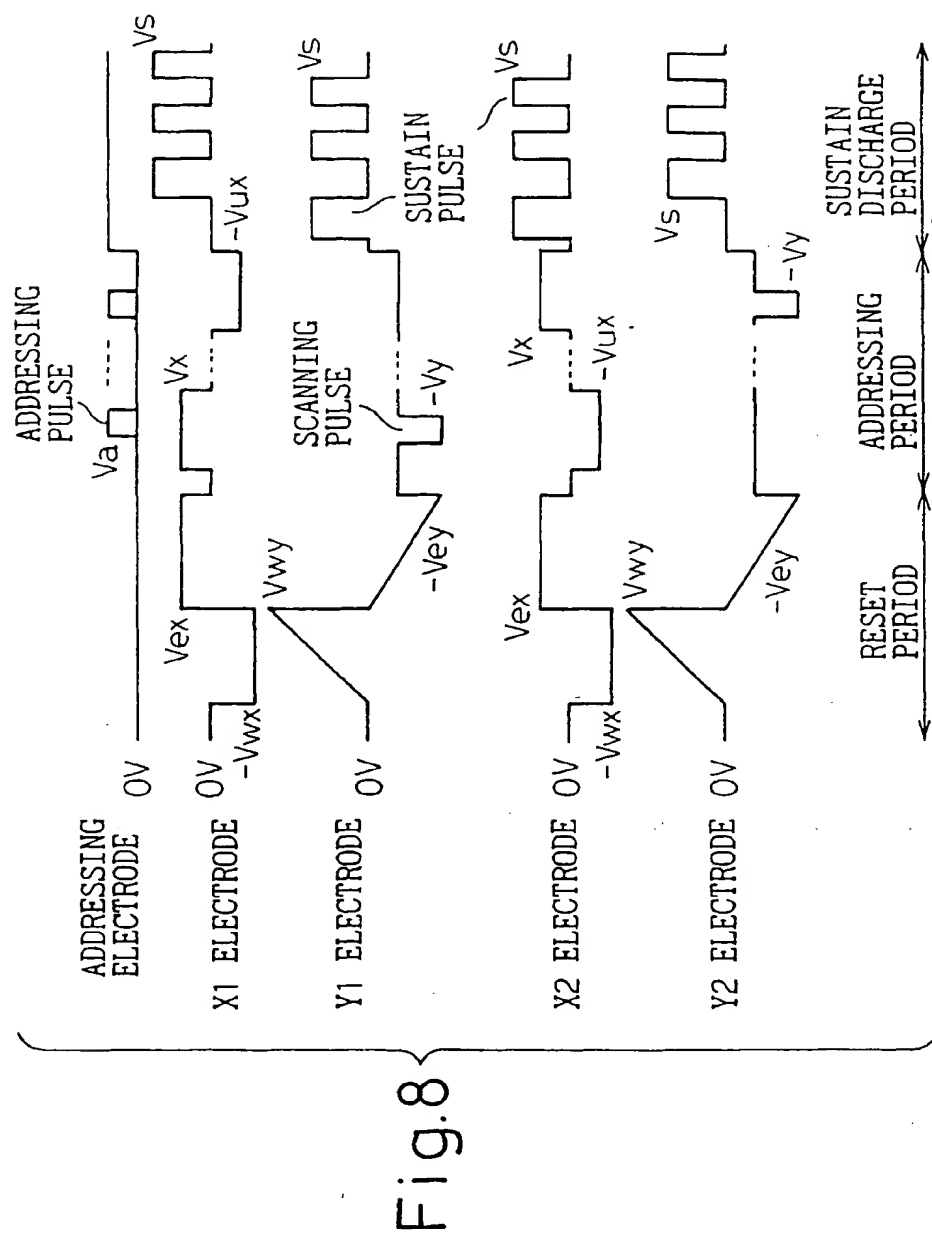 Fig.8
ADDRESSING
ELECTRODE
0V
Va
ADDRESSING
PULSE
X1 ELECTRODE
0V
-Vwx
Vex
Vx
-Vux
Vs
Y1 ELECTRODE
0V
Vwy
-Vey
SCANNING
PULSE
-Vy
SUSTAIN
PULSE
Vs
X2 ELECTRODE
0V
-Vwx
Vex
Vx
-Vux
Vs
Y2 ELECTRODE
0V
Vwy
-Vey
-Vy
Vs
RESET
PERIOD
ADDRESSING
PERIOD
SUSTAIN
DISCHARGE
PERIOD